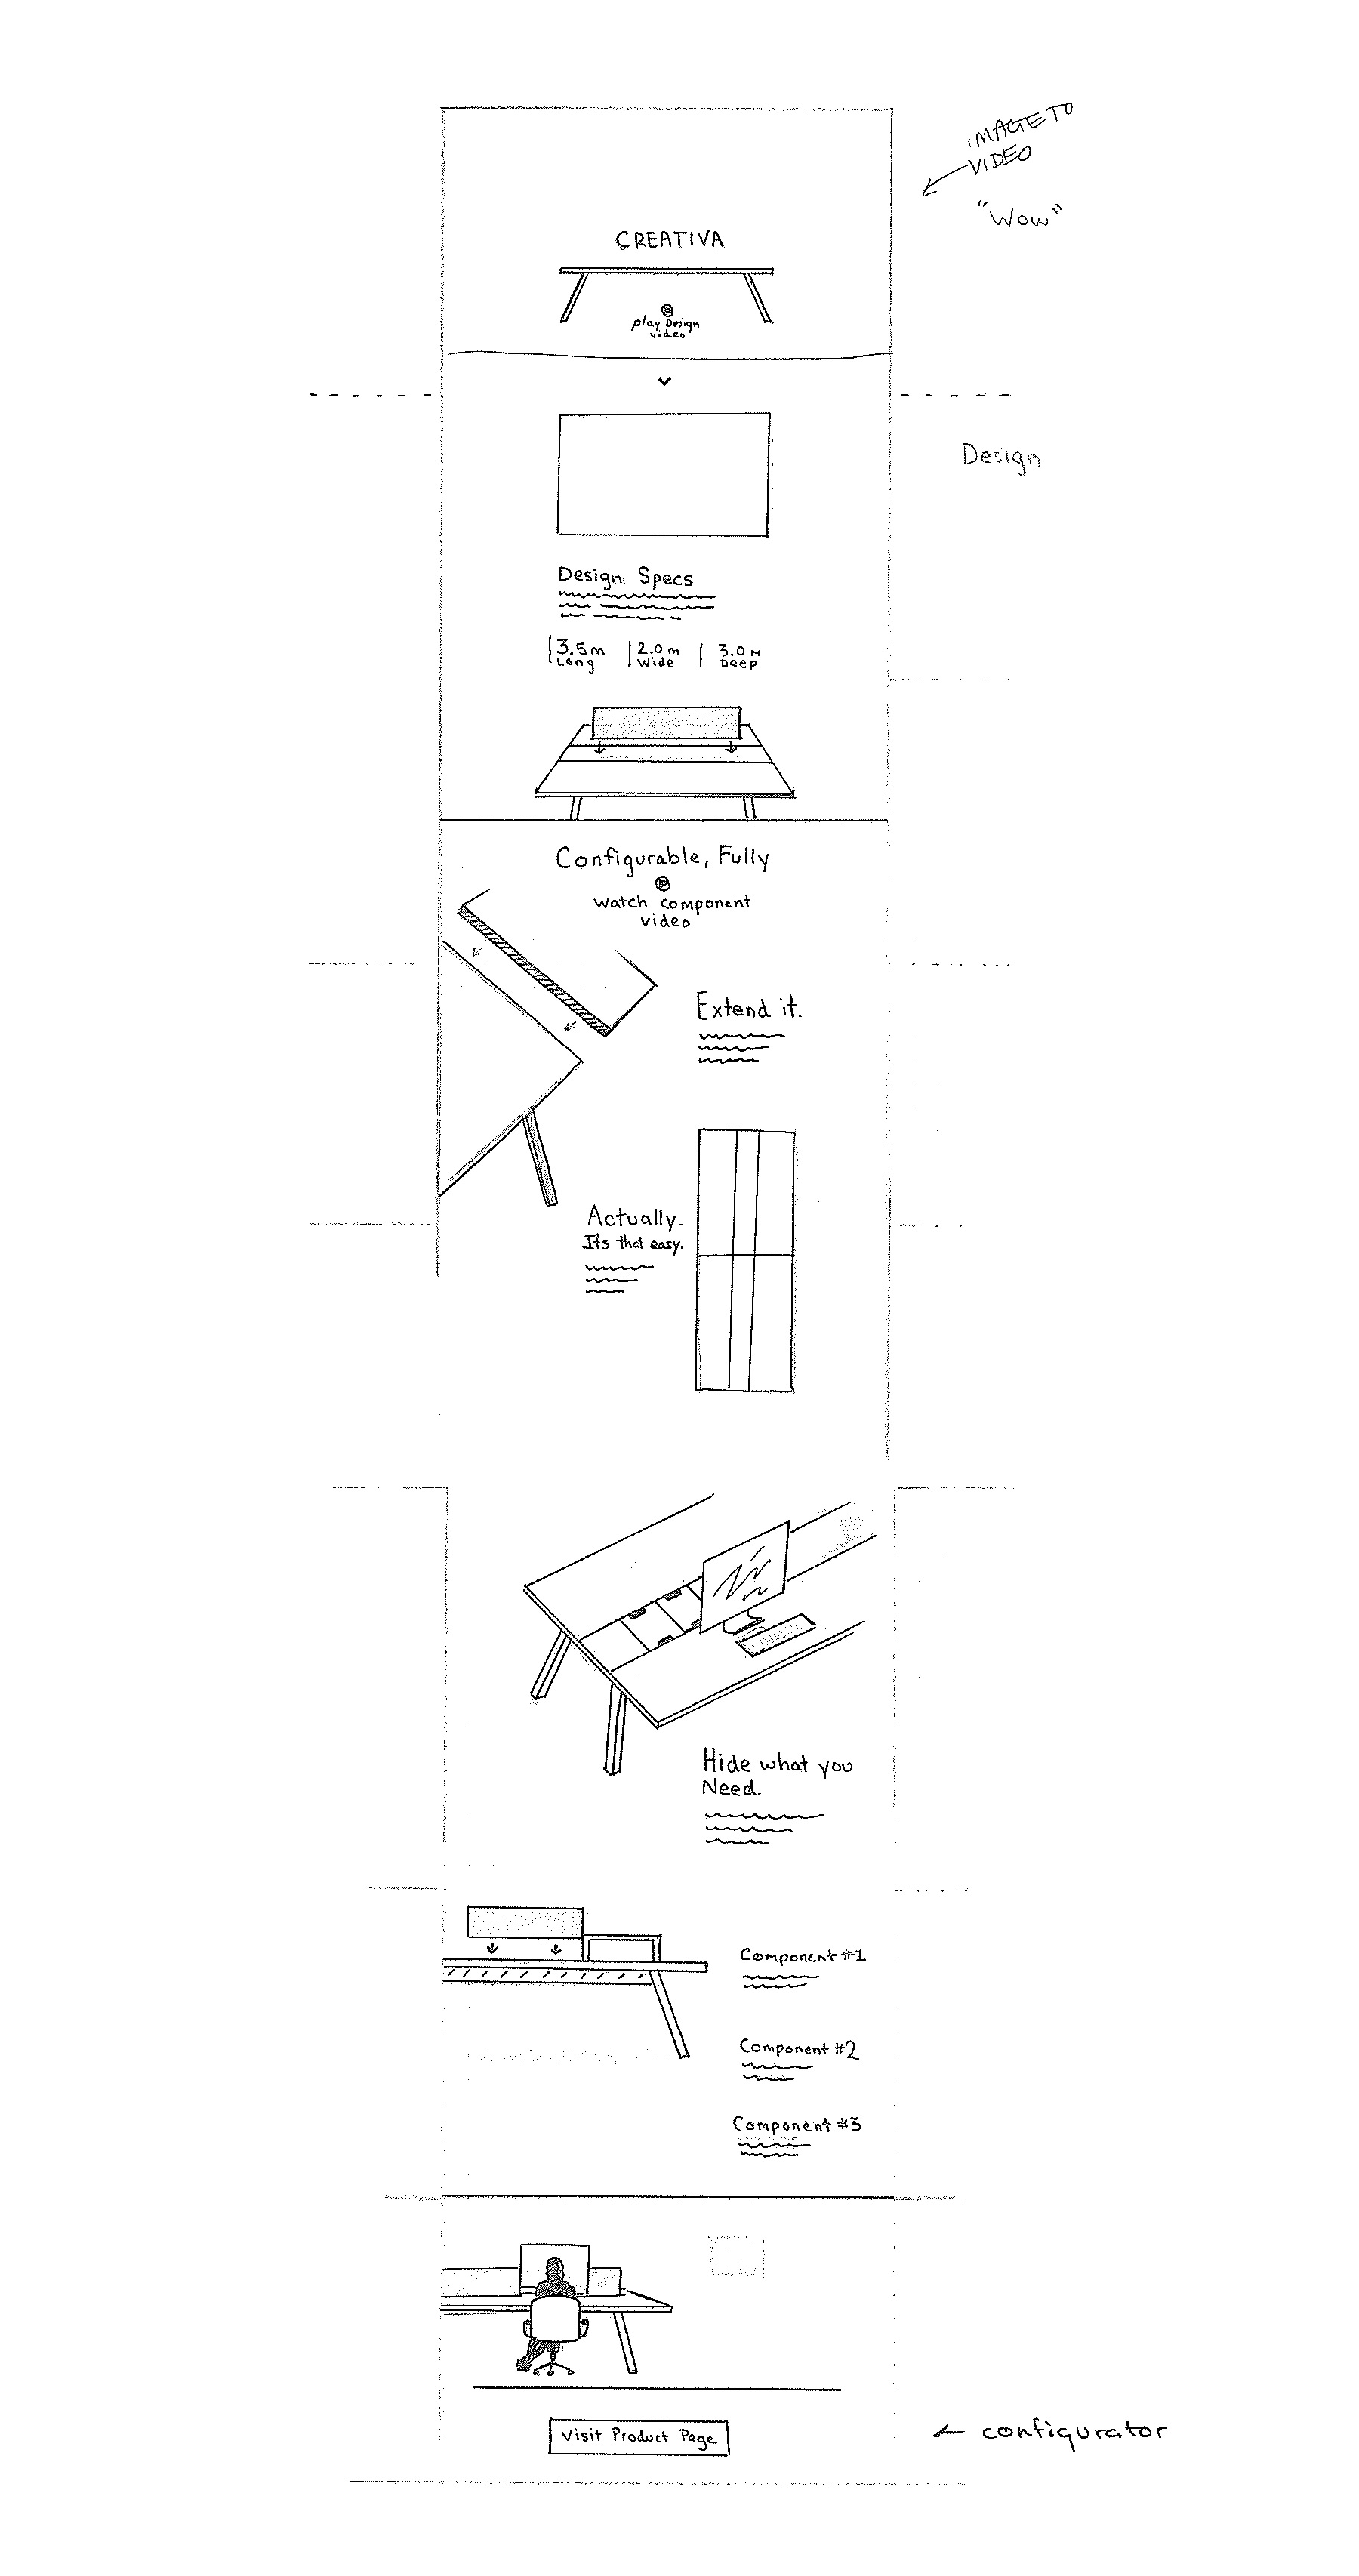 IMAGE TO
VIDEO
"Wow"
CREATIVA
play Design
video
Design
Design Specs
3.5m
Long
2.0m
Wide
3.0m
Deep
Configurable, Fully
watch component
video
Extend it.
Actually.
It's that easy.
Hide what you
Need.
Component #1
Component #2
Component #3
Visit Product Page
configurator